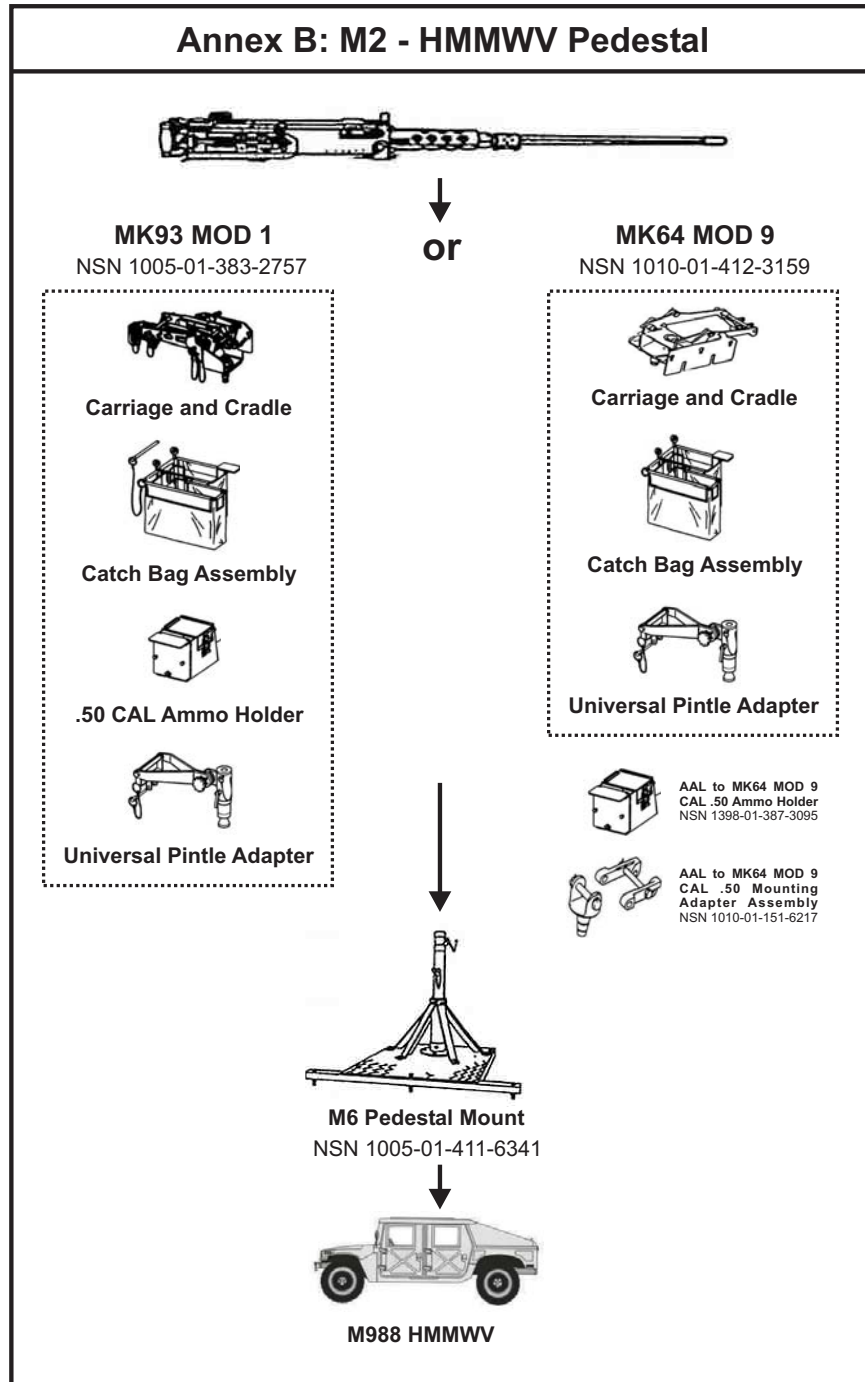 Annex B: M2 - HMMWV Pedestal
MK93 MOD 1
NSN 1005-01-383-2757
Carriage and Cradle
Catch Bag Assembly
.50 CAL Ammo Holder
Universal Pintle Adapter
or
MK64 MOD 9
NSN 1010-01-412-3159
Carriage and Cradle
Catch Bag Assembly
Universal Pintle Adapter
AAL to MK64 MOD 9
CAL .50 Ammo Holder
NSN 1398-01-387-3095
AAL to MK64 MOD 9
CAL .50 Mounting
Adapter Assembly
NSN 1010-01-151-6217
M6 Pedestal Mount
NSN 1005-01-411-6341
M988 HMMWV